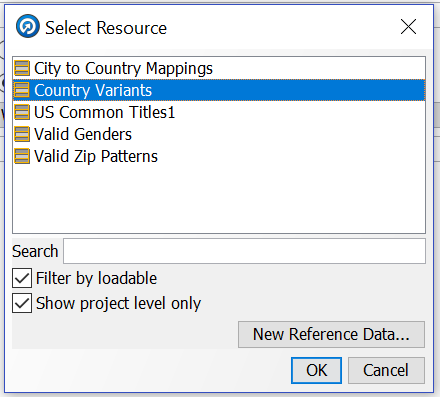 Select Resource
City to Country Mappings
Country Variants
US Common Titles1
Valid Genders
Valid Zip Patterns
Search
Filter by loadable
Show project level only
New Reference Data...
OK Cancel